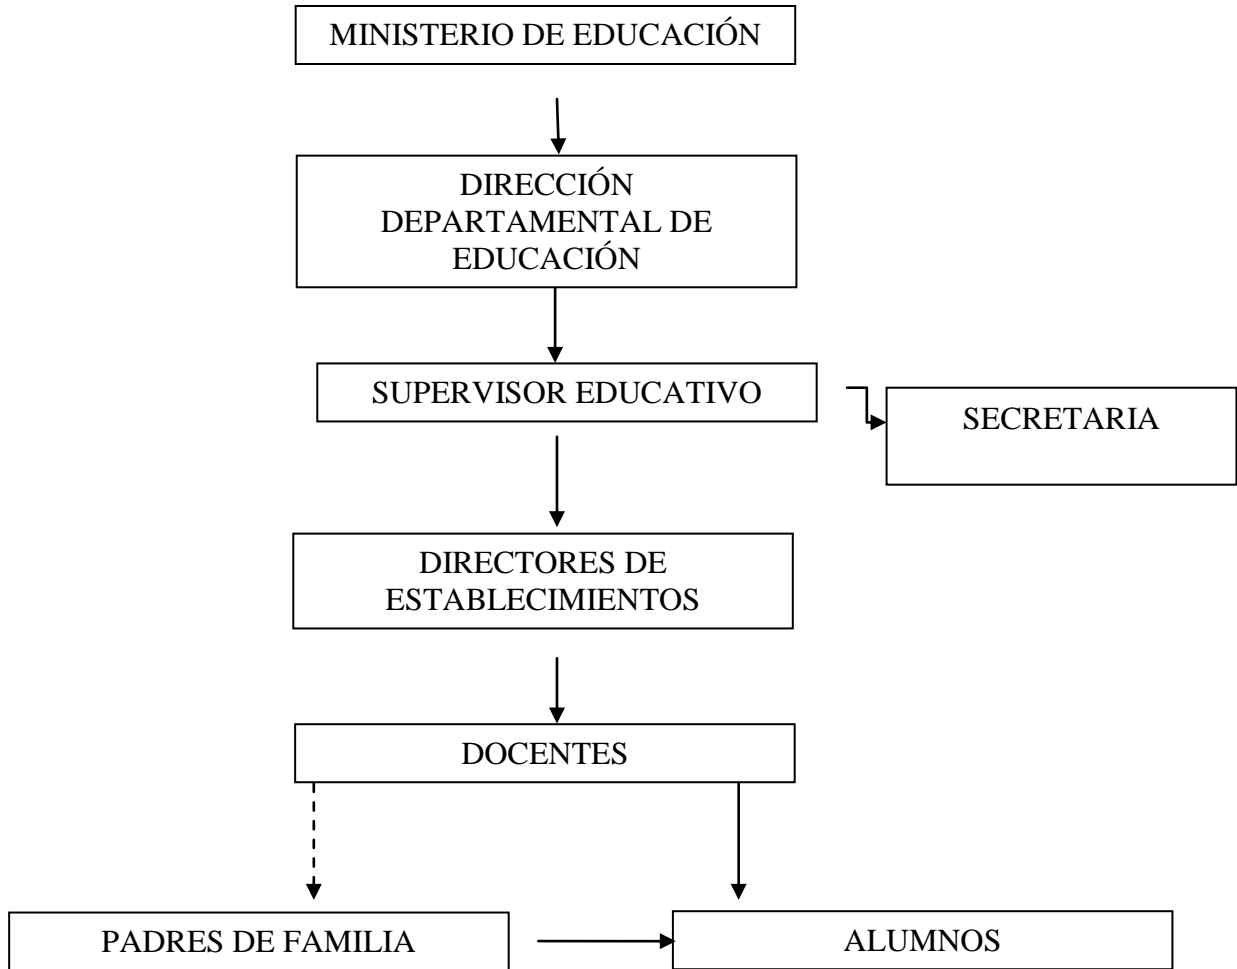 MINISTERIO DE EDUCACIÓN
DIRECCIÓN
DEPARTAMENTAL DE
EDUCACIÓN
SUPERVISOR EDUCATIVO
SECRETARIA
DIRECTORES DE
ESTABLECIMIENTOS
DOCENTES
PADRES DE FAMILIA
ALUMNOS